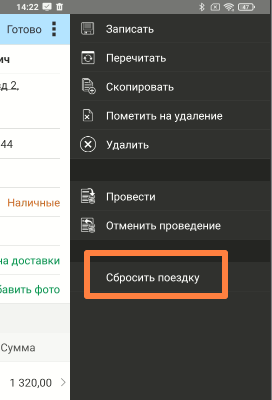 14:22
47
Готово
Записать
ич
Перечитать
д 2,
Скопировать
Пометить на удаление
44
Удалить
Провести
Наличные
Отменить проведение
на доставки
Сбросить поездку
бавить фото
Сумма
1 320,00